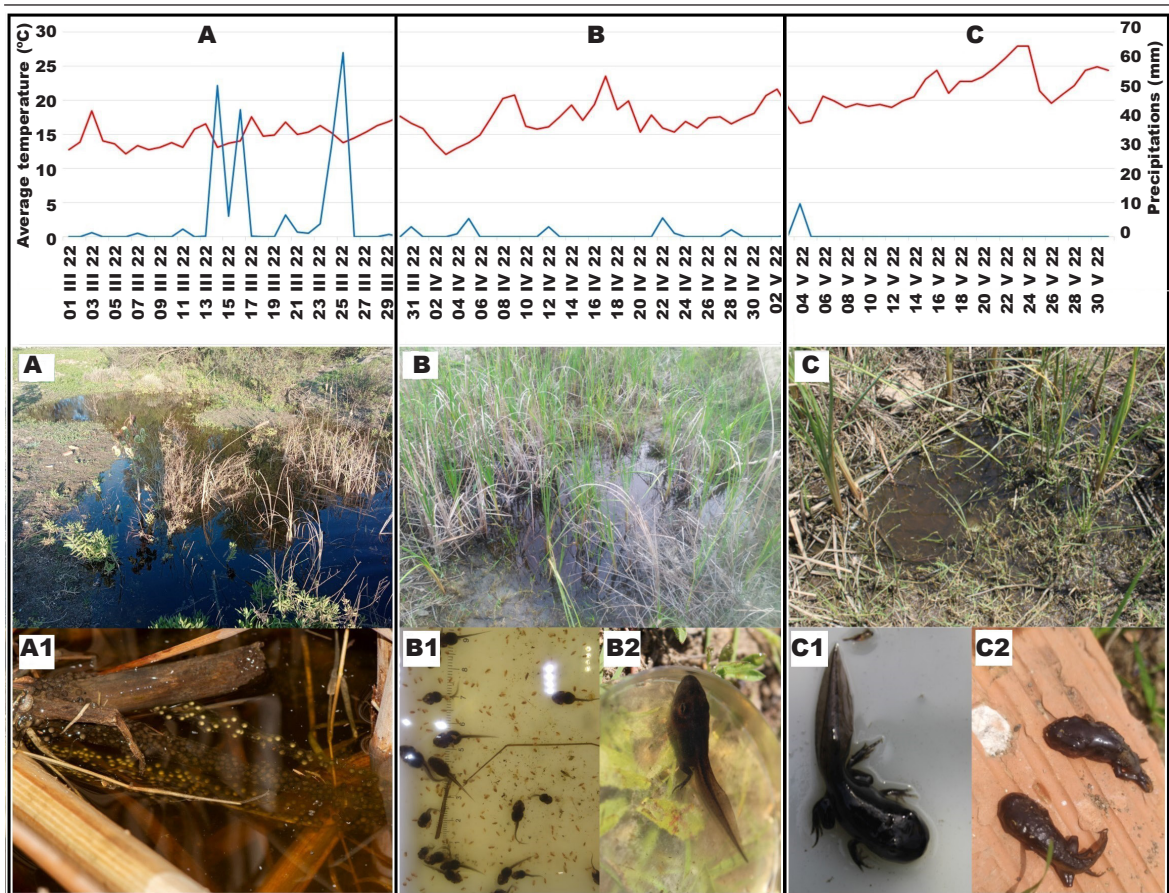 A
B
C
Average temperature (ºC)
30
25
20
15
10
5
0
70
60
50
40
30
20
10
0
Precipitations (mm)
01 III 22
03 III 22
05 III 22
07 III 22
09 III 22
11 III 22
13 III 22
15 III 22
17 III 22
19 III 22
21 III 22
23 III 22
25 III 22
27 III 22
29 III 22
31 III 22
02 IV 22
04 IV 22
06 IV 22
08 IV 22
10 IV 22
12 IV 22
14 IV 22
16 IV 22
18 IV 22
20 IV 22
22 IV 22
24 IV 22
26 IV 22
28 IV 22
30 IV 22
02 V 22
04 V 22
06 V 22
08 V 22
10 V 22
12 V 22
14 V 22
16 V 22
18 V 22
20 V 22
22 V 22
24 V 22
26 V 22
28 V 22
30 V 22
A
B
C
A1
B1
B2
C1
C2